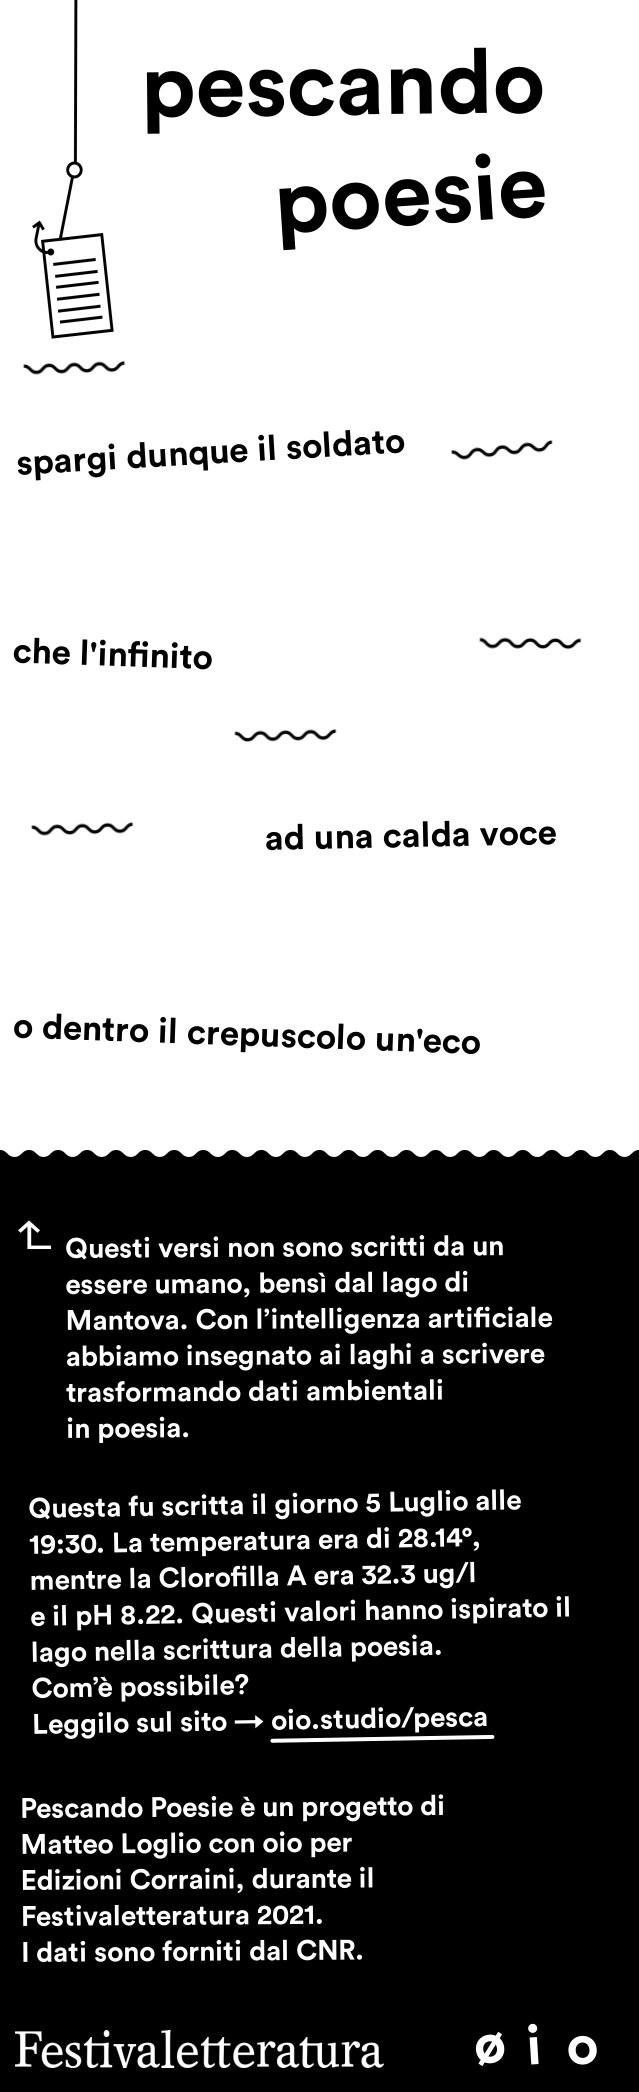 pescando
poesie
spargi dunque il soldato
che l'infinito
ad una calda voce
o dentro il crepuscolo un'eco
Questi versi non sono scritti da un
essere umano, bensì dal lago di
Mantova. Con l’intelligenza artificiale
abbiamo insegnato ai laghi a scrivere
trasformando dati ambientali
in poesia.
Questa fu scritta il giorno 5 Luglio alle
19:30. La temperatura era di 28.14°,
mentre la Clorofilla A era 32.3 ug/l
e il pH 8.22. Questi valori hanno ispirato il
lago nella scrittura della poesia.
Com’è possibile?
Leggilo sul sito → oio.studio/pesca
Pescando Poesie è un progetto di
Matteo Loglio con oio per
Edizioni Corraini, durante il
Festivaletteratura 2021.
I dati sono forniti dal CNR.
Festivaletteratura ø i o